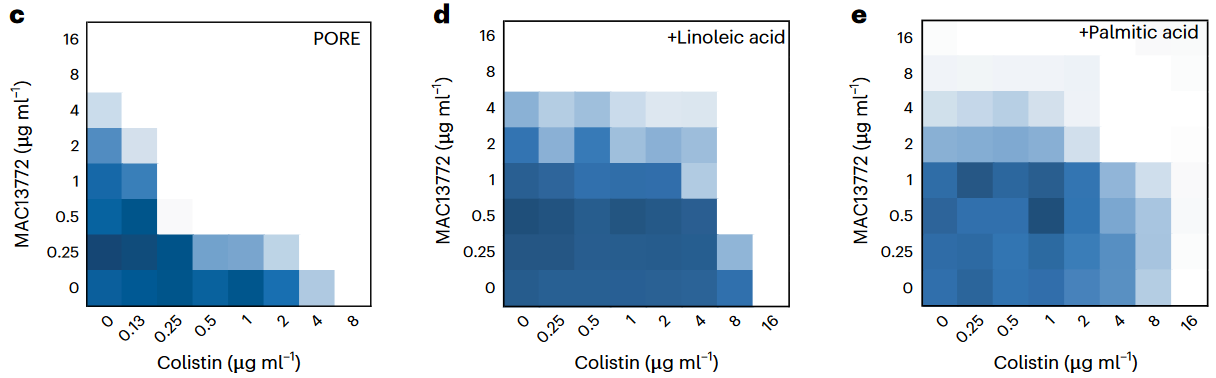 c
PORE
MAC13772 (µg ml⁻¹)
16
8
4
2
1
0.5
0.25
0
0 0.13 0.25 0.5 1 2 4 8
Colistin (µg ml⁻¹)
d
+Linoleic acid
MAC13772 (µg ml⁻¹)
16
8
4
2
1
0.5
0.25
0
0 0.25 0.5 1 2 4 8 16
Colistin (µg ml⁻¹)
e
+Palmitic acid
MAC13772 (µg ml⁻¹)
16
8
4
2
1
0.5
0.25
0
0 0.25 0.5 1 2 4 8 16
Colistin (µg ml⁻¹)